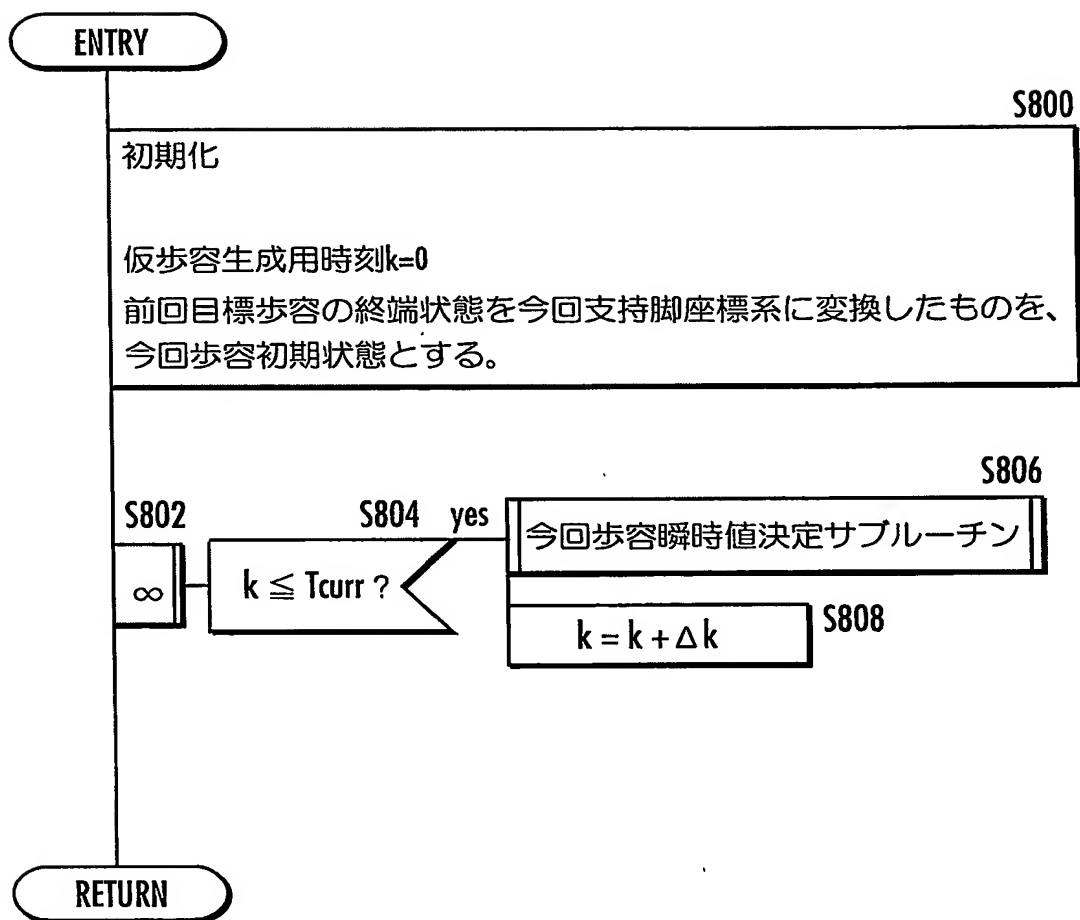 ENTRY
S800
初期化
仮歩容生成用時刻k=0
前回目標歩容の終端状態を今回支持脚座標系に変換したものを、
今回歩容初期状態とする。
S802
∞
S804
k ≦ Tcurr ?
yes
S806
今回歩容瞬時値決定サブルーチン
k = k + Δk
S808
RETURN